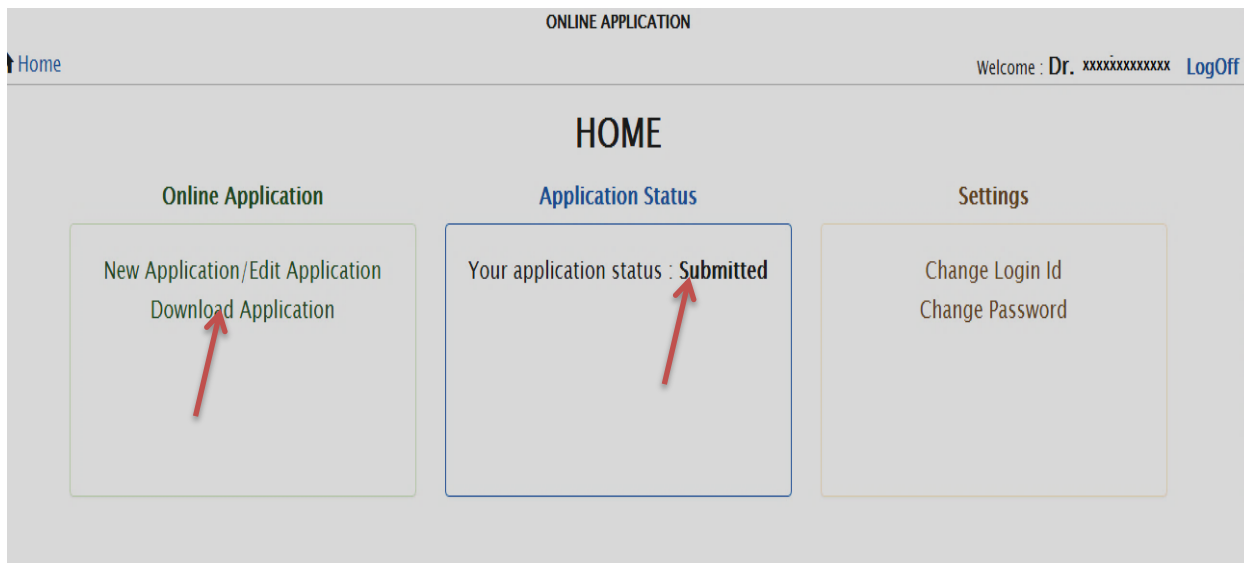 ONLINE APPLICATION
Home
Welcome : Dr. xxxxxxxxxxxxx LogOff
HOME
Online Application
New Application/Edit Application
Download Application
Application Status
Your application status : Submitted
Settings
Change Login Id
Change Password